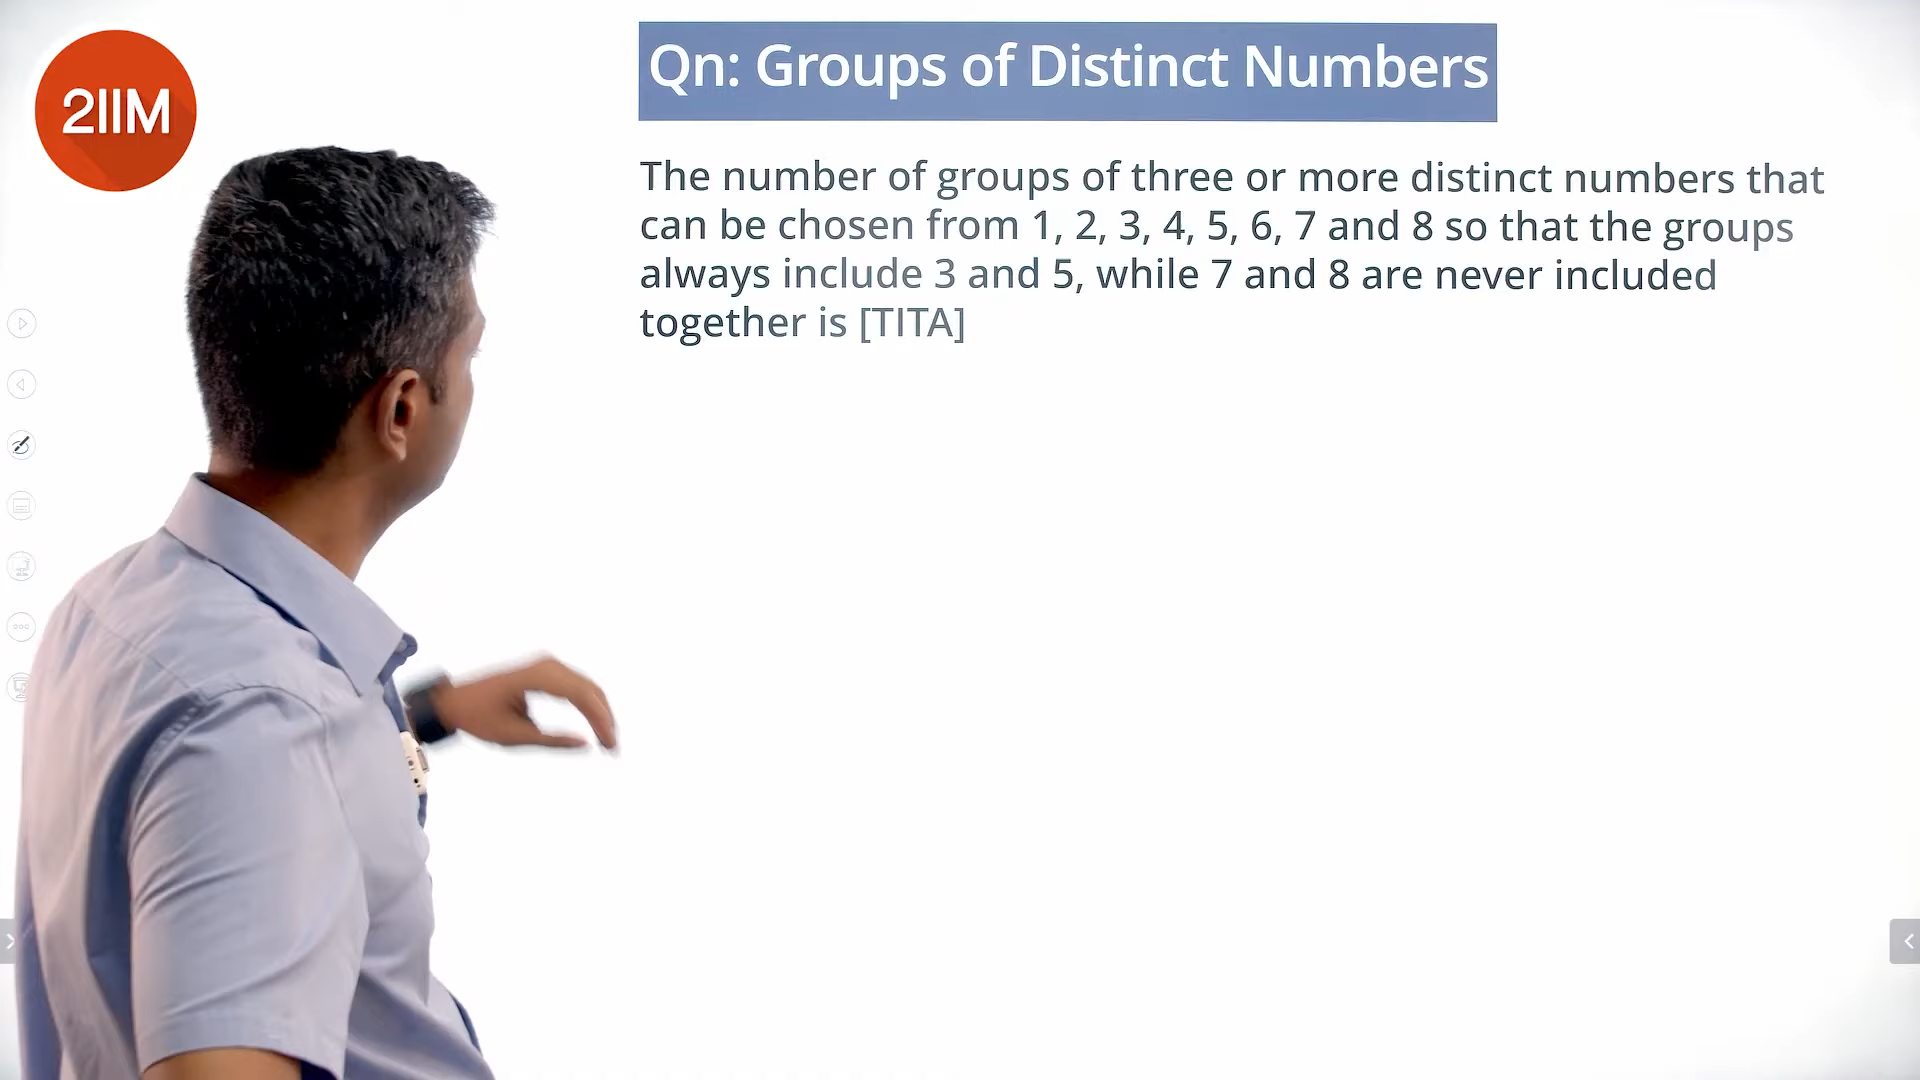 2IIM
Qn: Groups of Distinct Numbers
The number of groups of three or more distinct numbers that
can be chosen from 1, 2, 3, 4, 5, 6, 7 and 8 so that the groups
always include 3 and 5, while 7 and 8 are never included
together is [TITA]